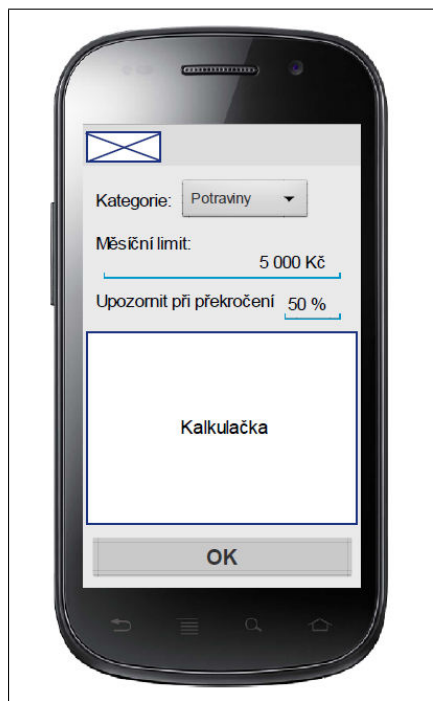 Kategorie: Potraviny
Měsíční limit:
5 000 Kč
Upozornit při překročení 50 %
Kalkulačka
OK